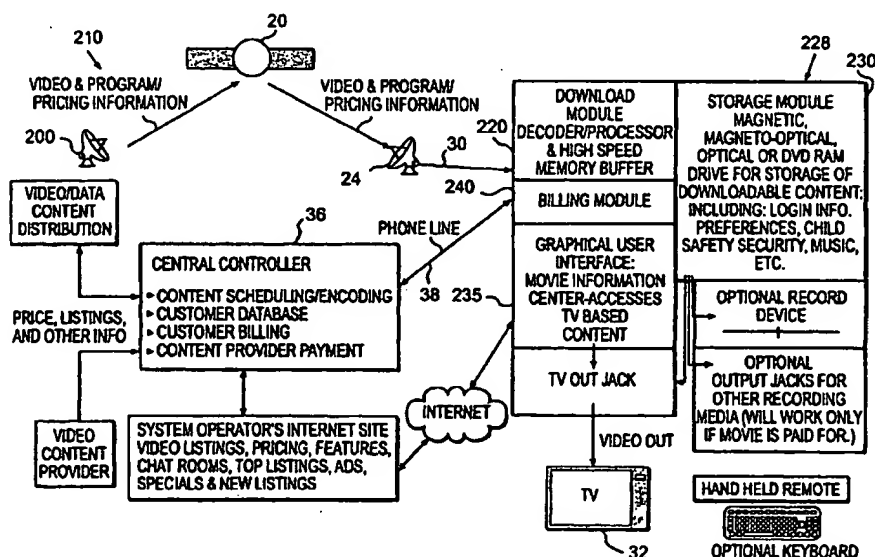 210
20
VIDEO & PROGRAM/
PRICING INFORMATION
VIDEO & PROGRAM/
PRICING INFORMATION
200
24
30
VIDEO/DATA
CONTENT
DISTRIBUTION
36
PHONE LINE
38
CENTRAL CONTROLLER
CONTENT SCHEDULING/ENCODING
CUSTOMER DATABASE
CUSTOMER BILLING
CONTENT PROVIDER PAYMENT
PRICE, LISTINGS,
AND OTHER INFO
VIDEO
CONTENT
PROVIDER
SYSTEM OPERATOR'S INTERNET SITE
VIDEO LISTINGS, PRICING, FEATURES,
CHAT ROOMS, TOP LISTINGS, ADS,
SPECIALS & NEW LISTINGS
INTERNET
220
240
235
DOWNLOAD
MODULE
DECODER/PROCESSOR
& HIGH SPEED
MEMORY BUFFER
BILLING MODULE
GRAPHICAL USER
INTERFACE:
MOVIE INFORMATION
CENTER-ACCESSES
TV BASED
CONTENT
TV OUT JACK
VIDEO OUT
TV
32
228
230
STORAGE MODULE
MAGNETIC,
MAGNETO-OPTICAL,
OPTICAL OR DVD RAM
DRIVE FOR STORAGE OF
DOWNLOADABLE CONTENT;
INCLUDING: LOGIN INFO.
PREFERENCES, CHILD
SAFETY SECURITY, MUSIC,
ETC.
OPTIONAL RECORD
DEVICE
OPTIONAL
OUTPUT JACKS FOR
OTHER RECORDING
MEDIA (WILL WORK ONLY
IF MOVIE IS PAID FOR.)
HAND HELD REMOTE
OPTIONAL KEYBOARD